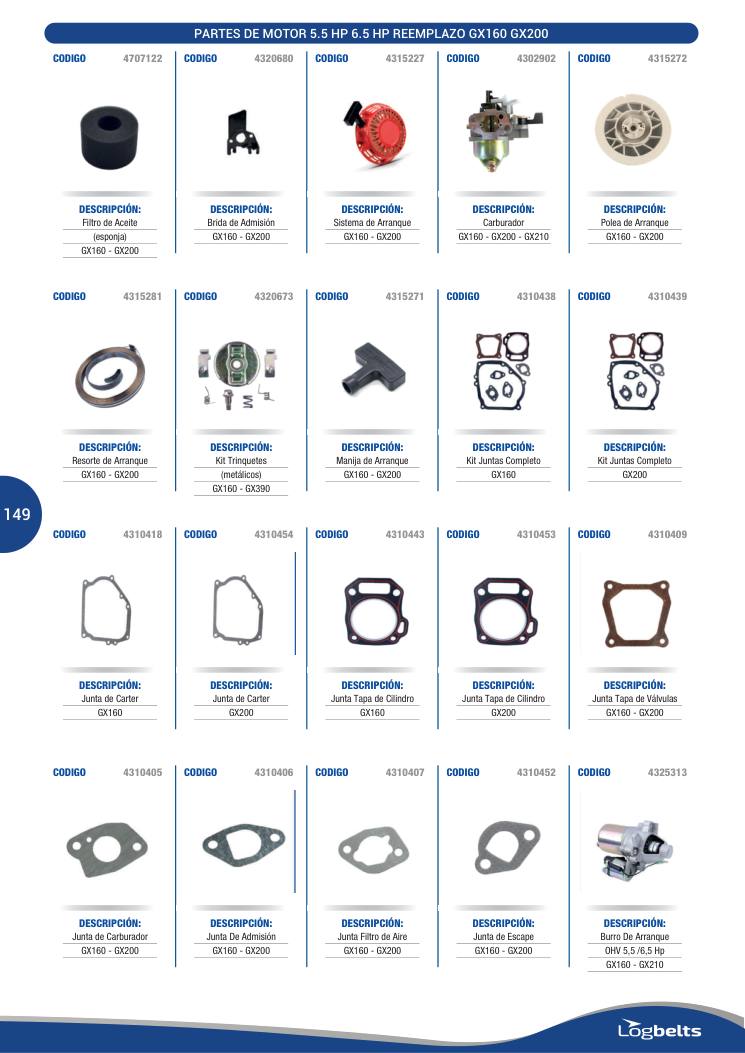 PARTES DE MOTOR 5.5 HP 6.5 HP REEMPLAZO GX160 GX200
CODIGO 4707122
DESCRIPCIÓN:
Filtro de Aceite
(esponja)
GX160 - GX200
CODIGO 4320680
DESCRIPCIÓN:
Brida de Admisión
GX160 - GX200
CODIGO 4315227
DESCRIPCIÓN:
Sistema de Arranque
GX160 - GX200
CODIGO 4302902
DESCRIPCIÓN:
Carburador
GX160 - GX200 - GX210
CODIGO 4315272
DESCRIPCIÓN:
Polea de Arranque
GX160 - GX200
CODIGO 4315281
DESCRIPCIÓN:
Resorte de Arranque
GX160 - GX200
CODIGO 4320673
DESCRIPCIÓN:
Kit Trinquetes
(metálicos)
GX160 - GX390
CODIGO 4315271
DESCRIPCIÓN:
Manija de Arranque
GX160 - GX200
CODIGO 4310438
DESCRIPCIÓN:
Kit Juntas Completo
GX160
CODIGO 4310439
DESCRIPCIÓN:
Kit Juntas Completo
GX200
149
CODIGO 4310418
DESCRIPCIÓN:
Junta de Carter
GX160
CODIGO 4310454
DESCRIPCIÓN:
Junta de Carter
GX200
CODIGO 4310443
DESCRIPCIÓN:
Junta Tapa de Cilindro
GX160
CODIGO 4310453
DESCRIPCIÓN:
Junta Tapa de Cilindro
GX200
CODIGO 4310409
DESCRIPCIÓN:
Junta Tapa de Válvulas
GX160 - GX200
CODIGO 4310405
DESCRIPCIÓN:
Junta de Carburador
GX160 - GX200
CODIGO 4310406
DESCRIPCIÓN:
Junta De Admisión
GX160 - GX200
CODIGO 4310407
DESCRIPCIÓN:
Junta Filtro de Aire
GX160 - GX200
CODIGO 4310452
DESCRIPCIÓN:
Junta de Escape
GX160 - GX200
CODIGO 4325313
DESCRIPCIÓN:
Burro De Arranque
OHV 5,5 /6,5 Hp
GX160 - GX210
Logbelts